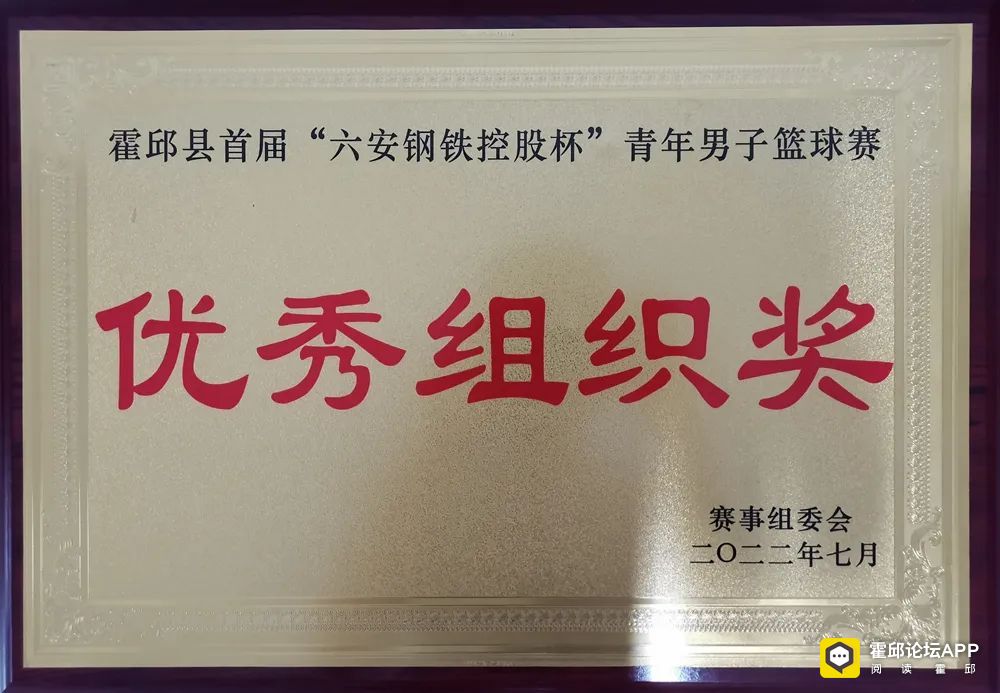 霍邱县首届“六安钢铁控股杯”青年男子篮球赛
优秀组织奖
赛事组委会
二〇二二年七月
霍邱论坛APP
阅读霍邱